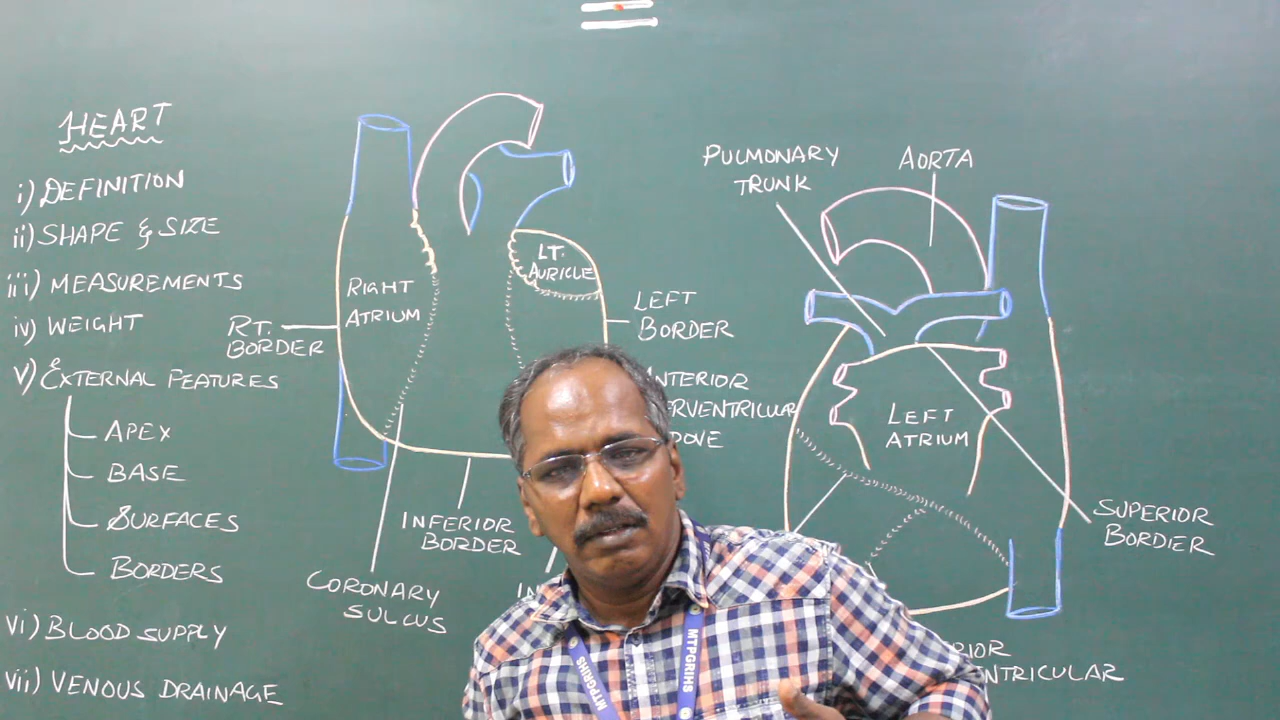 HEART
i) DEFINITION
ii) SHAPE & SIZE
iii) MEASUREMENTS
iv) WEIGHT
v) EXTERNAL FEATURES
APEX
BASE
SURFACES
BORDERS
vi) BLOOD SUPPLY
vii) VENOUS DRAINAGE
RIGHT
ATRIUM
RT.
BORDER
LT.
AURICLE
LEFT
BORDER
INFERIOR
BORDER
CORONARY
SULCUS
PULMONARY
TRUNK
AORTA
LEFT
ATRIUM
SUPERIOR
BORDIER
MTPGRIHS
MTPGRIHS